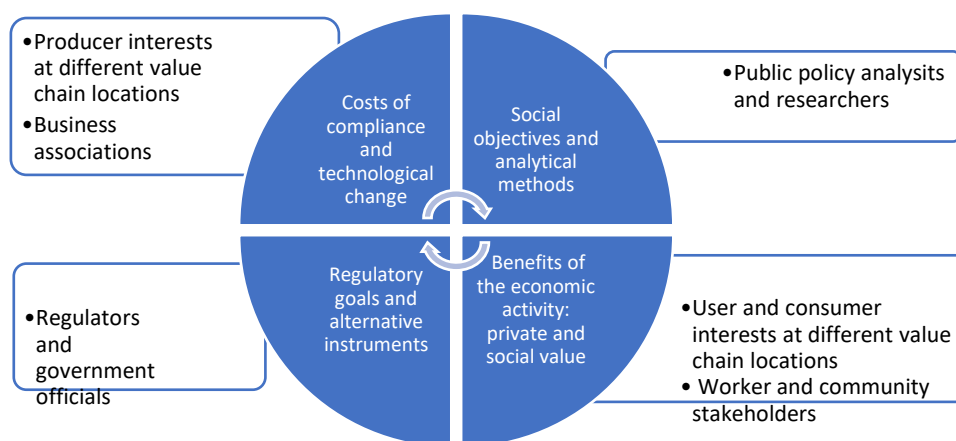 •Producer interests
at different value
chain locations
•Business
associations
Costs of
compliance
and
technological
change
Social
objectives and
analytical
methods
•Public policy analysits
and researchers
•Regulators
and
government
officials
Regulatory
goals and
alternative
instruments
Benefits of
the economic
activity:
private and
social value
•User and consumer
interests at different value
chain locations
• Worker and community
stakeholders